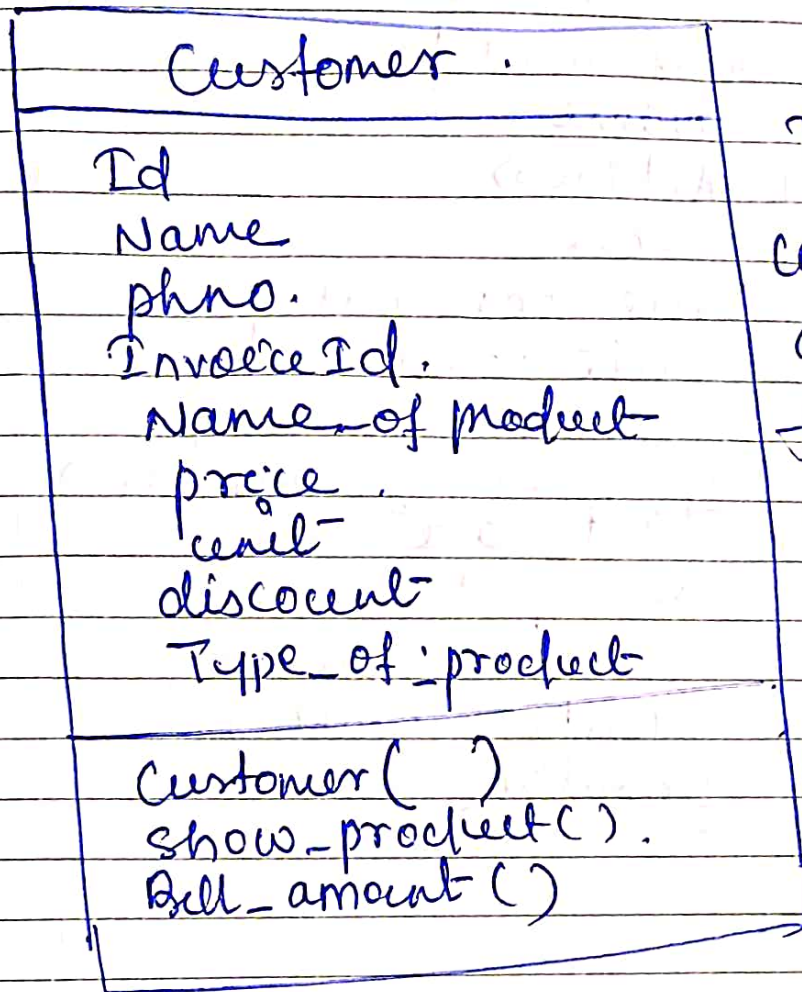 Customer .
Id
Name
phno.
Invoice Id.
Name_of product
price .
unit
discount
Type_of_product
Customer ( )
show_product ( ) .
Bill_amount ( )